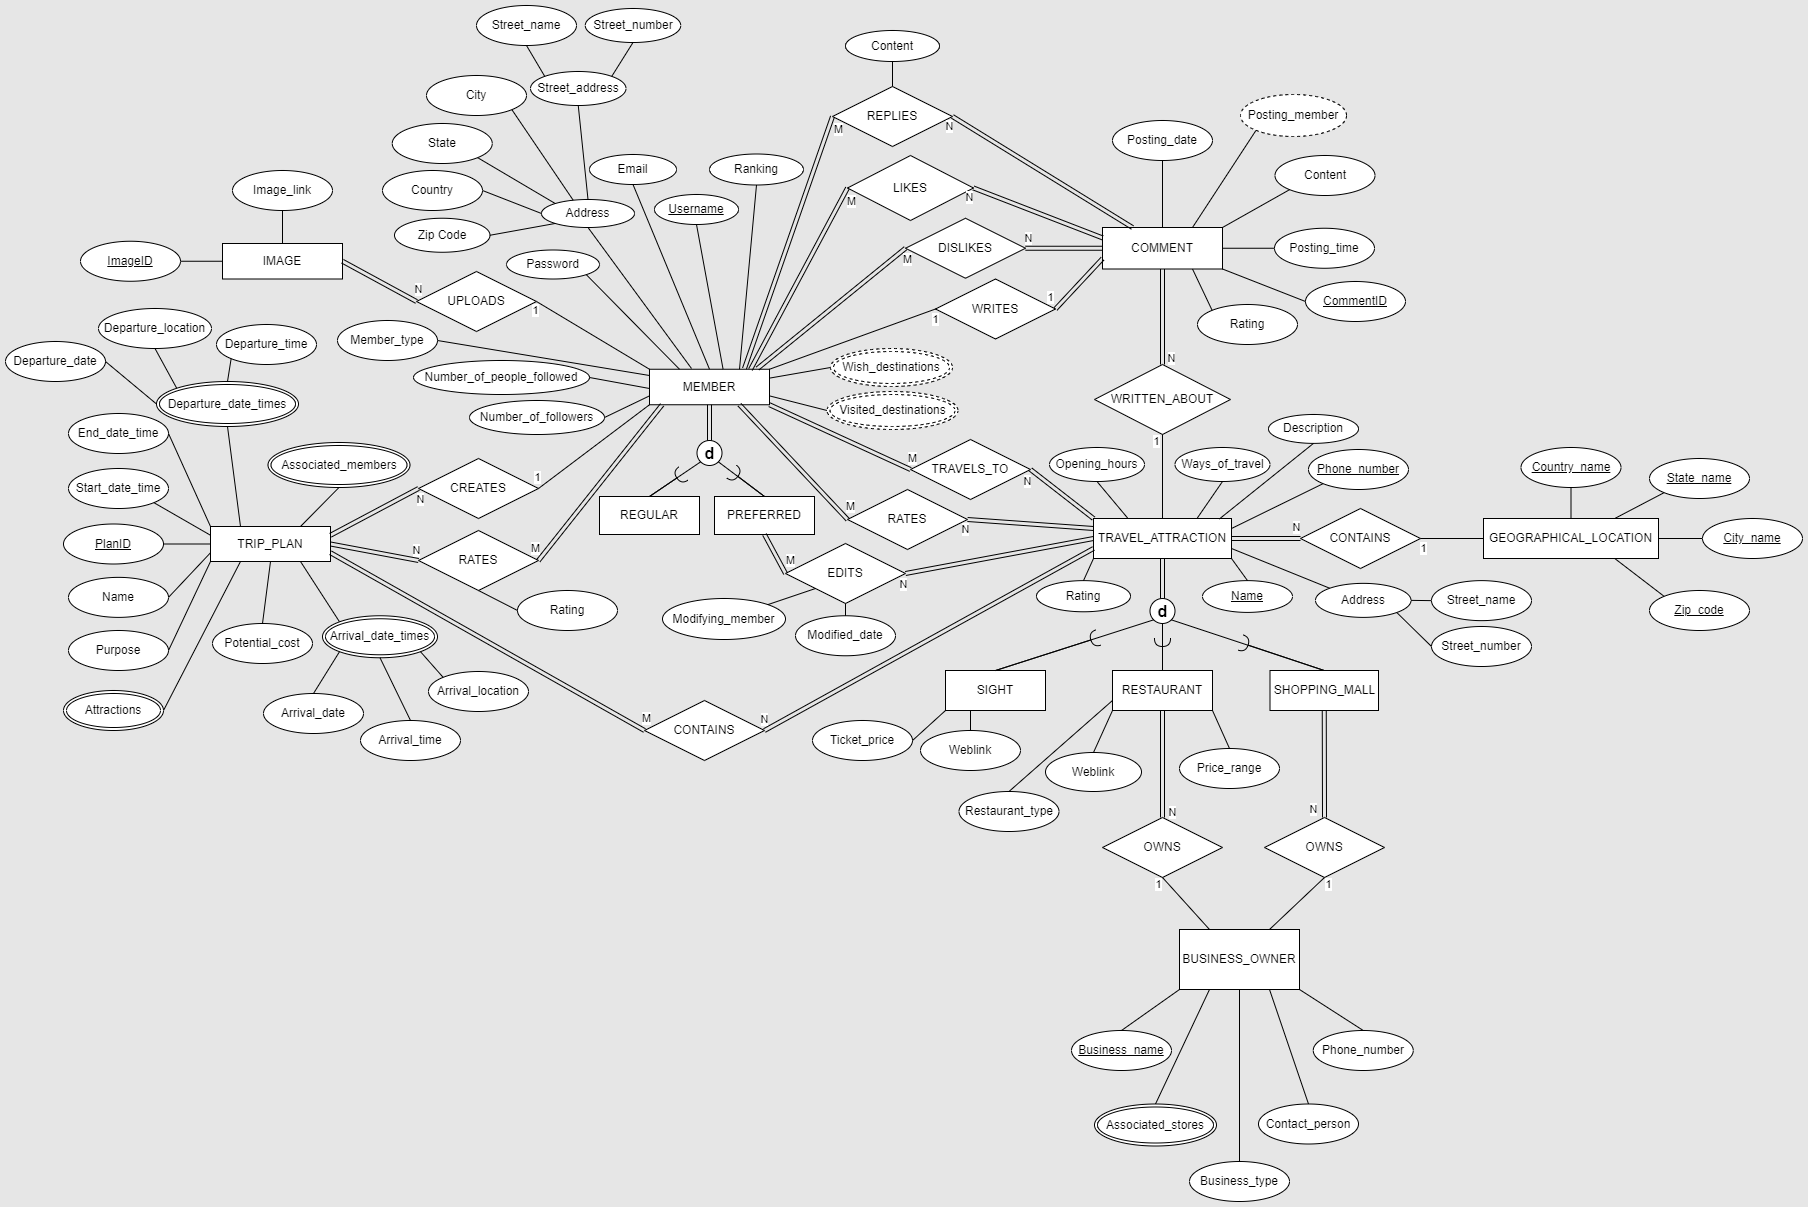 Street_name
Street_number
Content
Street_address
City
REPLIES
M
N
Posting_member
Posting_date
State
Email
Ranking
Content
Country
Image_link
LIKES
M
N
Address
Username
Zip Code
DISLIKES
M
N
COMMENT
Posting_time
ImageID
IMAGE
Password
N
UPLOADS
1
1
WRITES
1
CommentID
Rating
Departure_location
Departure_time
Member_type
Departure_date
N
Wish_destinations
Number_of_people_followed
MEMBER
WRITTEN_ABOUT
Departure_date_times
Visited_destinations
Number_of_followers
End_date_time
Description
1
d
M
TRAVELS_TO
N
Opening_hours
Ways_of_travel
Phone_number
Country_name
State_name
Associated_members
Start_date_time
CREATES
1
N
REGULAR
PREFERRED
M
RATES
N
PlanID
TRIP_PLAN
TRAVEL_ATTRACTION
N
CONTAINS
1
GEOGRAPHICAL_LOCATION
City_name
N
RATES
M
M
EDITS
N
Name
Rating
Modifying_member
Modified_date
Rating
Name
Address
Street_name
Zip_code
d
Purpose
Potential_cost
Arrival_date_times
Street_number
Arrival_location
SIGHT
RESTAURANT
SHOPPING_MALL
Attractions
Arrival_date
Arrival_time
M
CONTAINS
N
Ticket_price
Weblink
Weblink
Price_range
Restaurant_type
N
N
OWNS
OWNS
1
1
BUSINESS_OWNER
Business_name
Phone_number
Associated_stores
Contact_person
Business_type